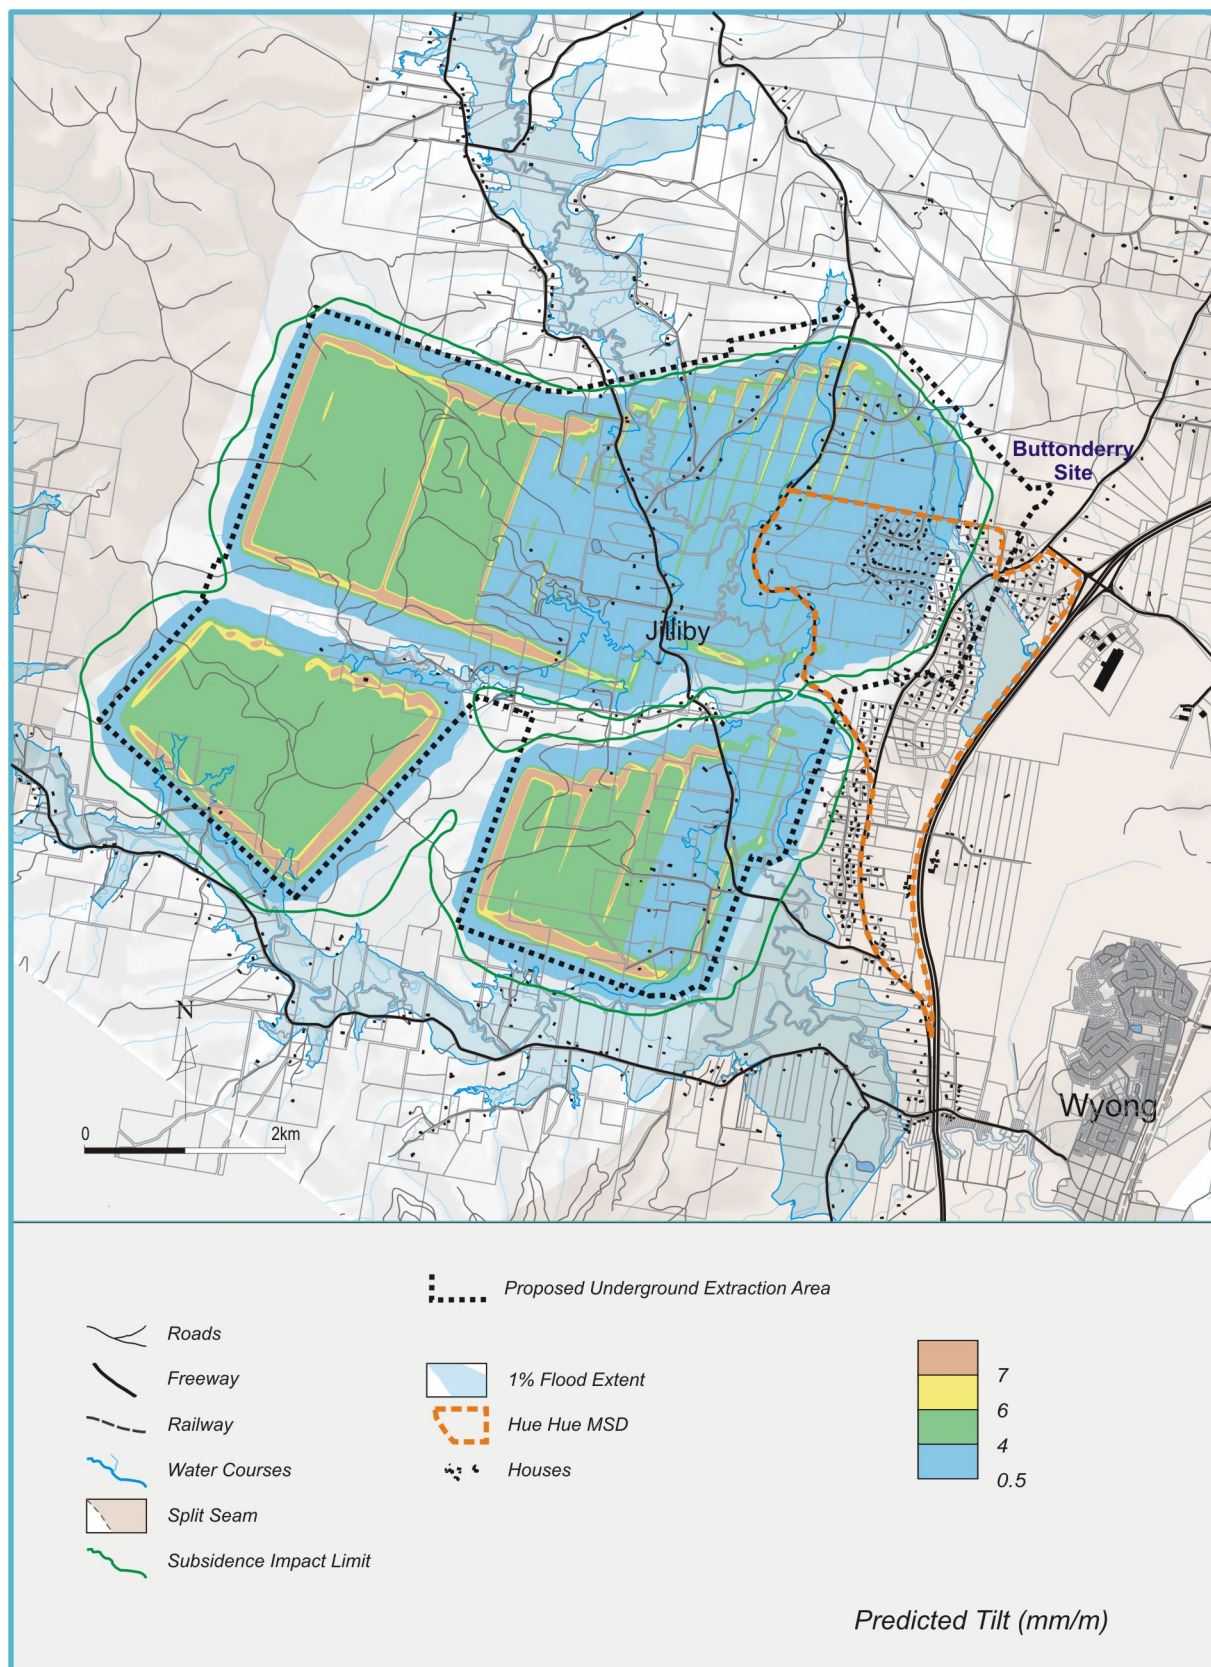 Buttonderry
Site
Jilliby
N
0 2km
Wyong
Proposed Underground Extraction Area
Roads
Freeway
1% Flood Extent
7
6
Railway
Hue Hue MSD
4
Water Courses
Houses
0.5
Split Seam
Subsidence Impact Limit
Predicted Tilt (mm/m)